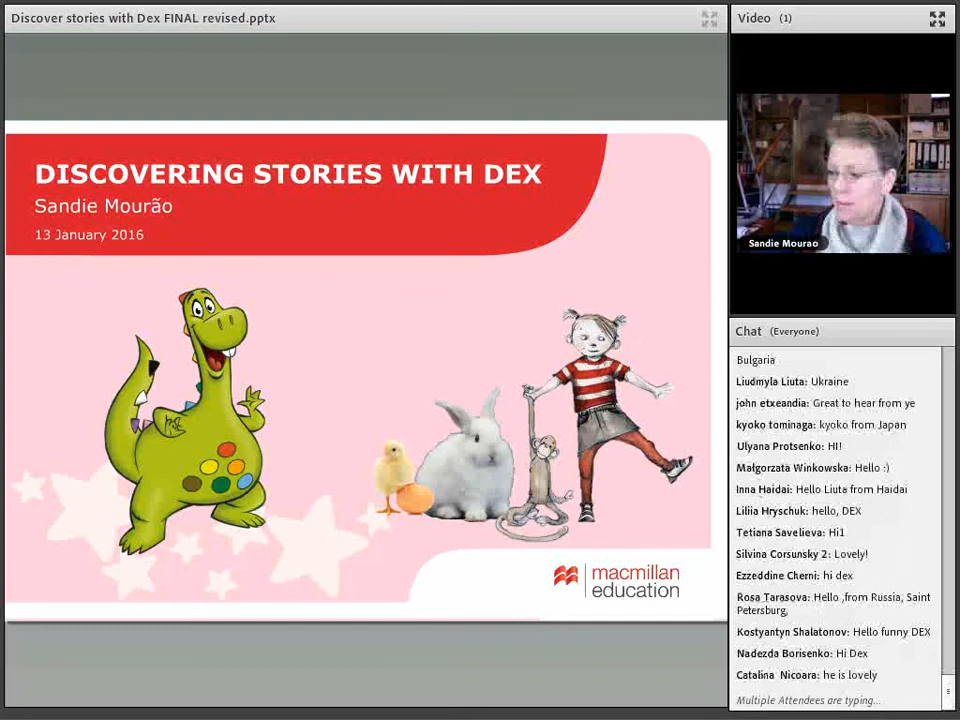 Discover stories with Dex FINAL revised.pptx
DISCOVERING STORIES WITH DEX
Sandie Mourão
13 January 2016
macmillan
education
Video (1)
Sandie Mourao
Chat (Everyone)
Bulgaria
Liudmyla Liuta: Ukraine
john etxeandia: Great to hear from ye
kyoko tominaga: kyoko from Japan
Ulyana Protsenko: HI!
Małgorzata Winkowska: Hello :)
Inna Haidai: Hello Liuta from Haidai
Liliia Hryschuk: hello, DEX
Tetiana Savelieva: Hi1
Silvina Corsunsky 2: Lovely!
Ezzeddine Cherni: hi dex
Rosa Tarasova: Hello ,from Russia, Saint
Petersburg,
Kostyantyn Shalatonov: Hello funny DEX
Nadezda Borisenko: Hi Dex
Catalina Nicoara: he is lovely
Multiple Attendees are typing...